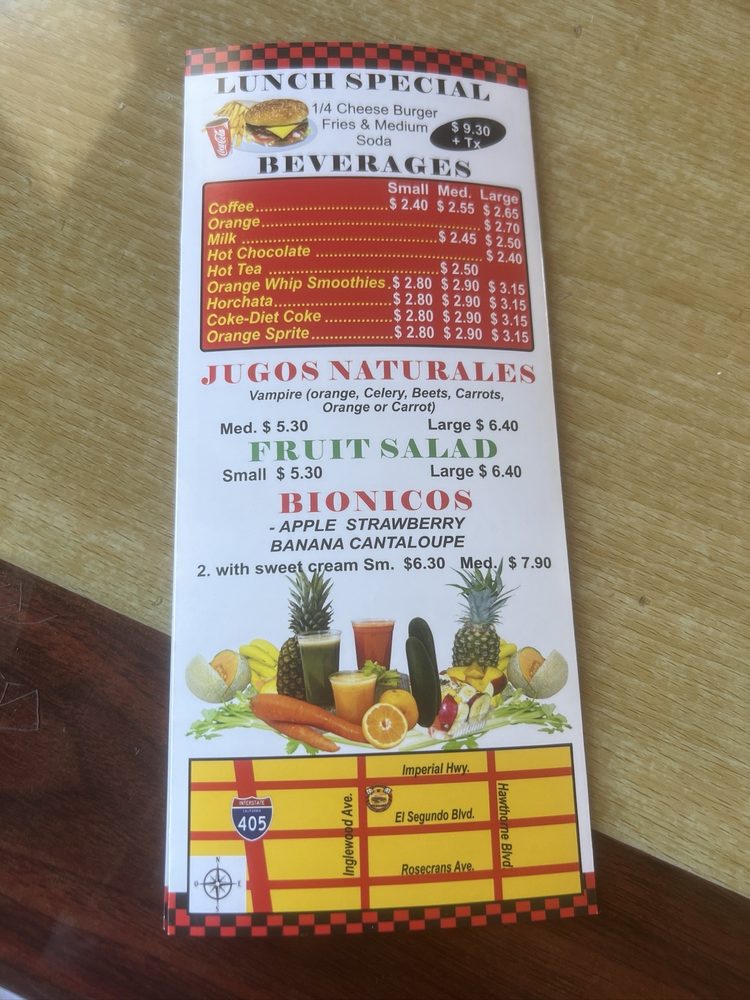 LUNCH SPECIAL
1/4 Cheese Burger
Fries & Medium
Soda
$ 9.30
+ Tx
Coca-Cola
BEVERAGES
Small Med. Large
Coffee.......................$ 2.40 $ 2.55 $ 2.65
Orange...................................... $ 2.70
Milk ...................................$ 2.45 $ 2.50
Hot Chocolate ............................... $ 2.40
Hot Tea ..............................$ 2.50
Orange Whip Smoothies.$ 2.80 $ 2.90 $ 3.15
Horchata.....................$ 2.80 $ 2.90 $ 3.15
Coke-Diet Coke ............$ 2.80 $ 2.90 $ 3.15
Orange Sprite...............$ 2.80 $ 2.90 $ 3.15
JUGOS NATURALES
Vampire (orange, Celery, Beets, Carrots,
Orange or Carrot)
Med. $ 5.30 Large $ 6.40
FRUIT SALAD
Small $ 5.30 Large $ 6.40
BIONICOS
- APPLE STRAWBERRY
BANANA CANTALOUPE
2. with sweet cream Sm. $6.30 Med./ $ 7.90
Imperial Hwy.
INTERSTATE
CALIFORNIA
405
Inglewood Ave.
El Segundo Blvd.
Hawthorne Blvd.
Rosecrans Ave.
N
E
S